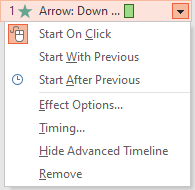 1 Arrow: Down ...
Start On Click
Start With Previous
Start After Previous
Effect Options...
Timing...
Hide Advanced Timeline
Remove